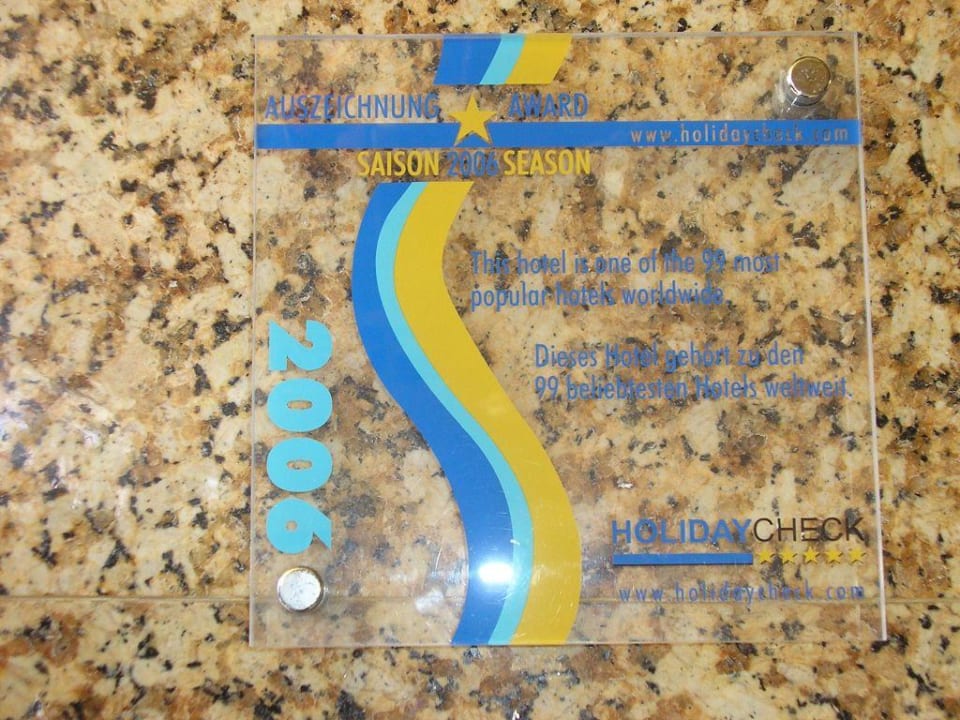 AUSZEICHNUNG AWARD
www.holidaycheck.com
SAISON 2006 SEASON
This hotel is one of the 99 most
popular hotels worldwide.
Dieses Hotel gehört zu den
99 beliebtesten Hotels weltweit.
2006
HOLIDAYCHECK
www.holidaycheck.com